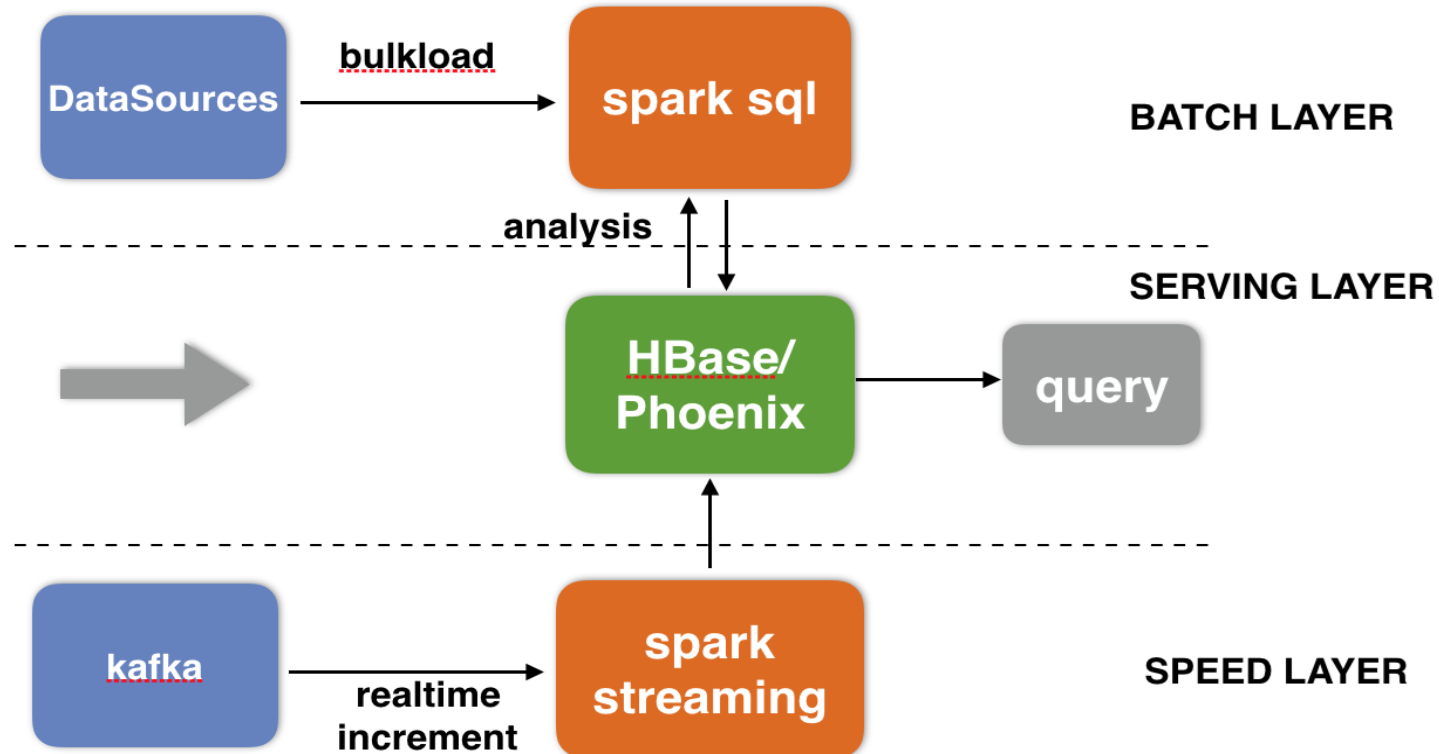 DataSources
bulkload
spark sql
BATCH LAYER
analysis
SERVING LAYER
HBase/
Phoenix
query
kafka
realtime
increment
spark
streaming
SPEED LAYER